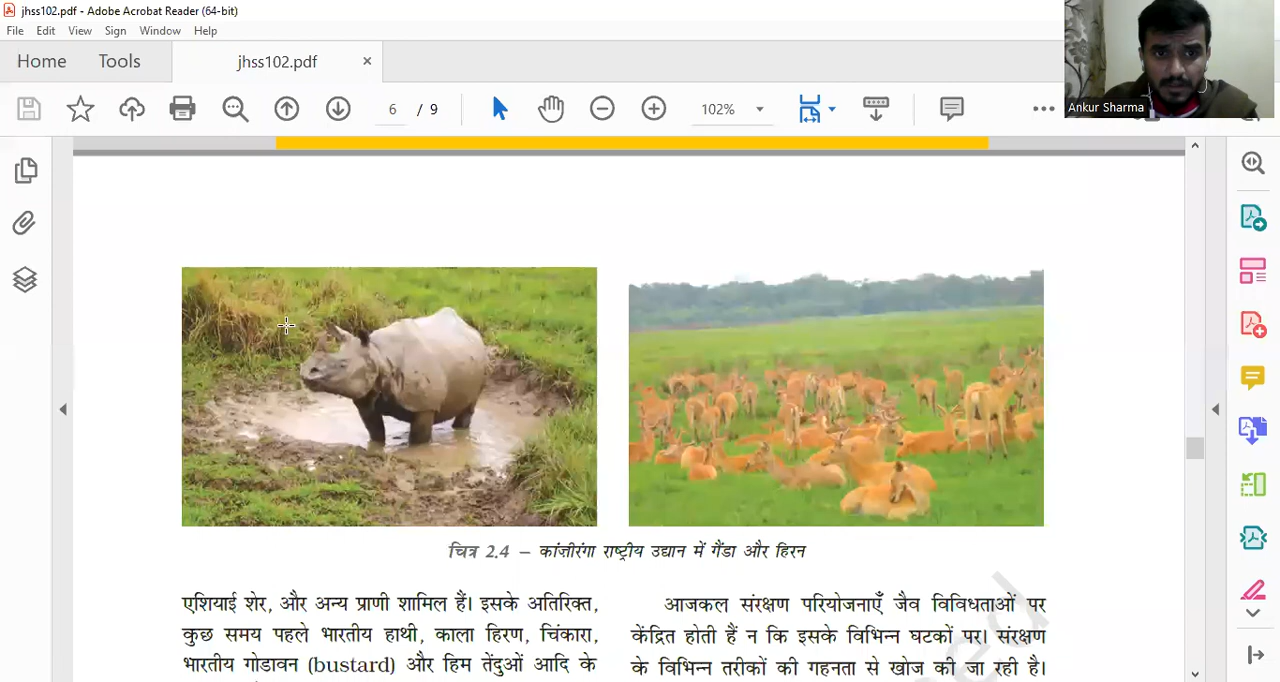 jhss102.pdf - Adobe Acrobat Reader (64-bit)
File Edit View Sign Window Help
Home Tools jhss102.pdf ×
6 / 9 102%
Ankur Sharma
चित्र 2.4 – कांज़ीरंगा राष्ट्रीय उद्यान में गैंडा और हिरन
एशियाई शेर, और अन्य प्राणी शामिल हैं। इसके अतिरिक्त,
कुछ समय पहले भारतीय हाथी, काला हिरण, चिंकारा,
भारतीय गोडावन (bustard) और हिम तेंदुओं आदि के
आजकल संरक्षण परियोजनाएँ जैव विविधताओं पर
केंद्रित होती हैं न कि इसके विभिन्न घटकों पर। संरक्षण
के विभिन्न तरीकों की गहनता से खोज की जा रही है।